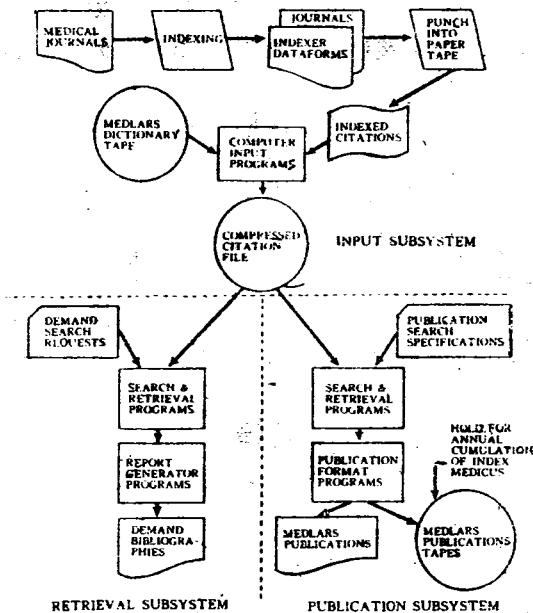 MEDICAL
JOURNALS
INDEXING
JOURNALS
INDEXER
DATAFORMS
PUNCH
INTO
PAPER
TAPE
MEDLARS
DICTIONARY
TAPE
COMPUTER
INPUT
PROGRAMS
INDEXED
CITATIONS
COMPRESSED
CITATION
FILE
INPUT SUBSYSTEM
DEMAND
SEARCH
REQUESTS
PUBLICATION
SEARCH
SPECIFICATIONS
SEARCH &
RETRIEVAL
PROGRAMS
SEARCH &
RETRIEVAL
PROGRAMS
HOLD FOR
ANNUAL
CUMULATION
OF INDEX
MEDICUS
REPORT
GENERATOR
PROGRAMS
PUBLICATION
FORMAT
PROGRAMS
DEMAND
BIBLIOGRA-
PHIES
MEDLARS
PUBLICATIONS
MEDLARS
PUBLICATIONS
TAPES
RETRIEVAL SUBSYSTEM
PUBLICATION SUBSYSTEM